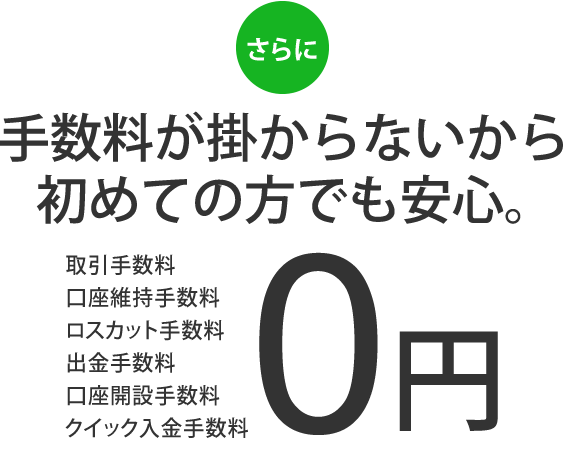 さらに
手数料が掛からないから
初めての方でも安心。
取引手数料
口座維持手数料
ロスカット手数料
出金手数料
口座開設手数料
クイック入金手数料
0円